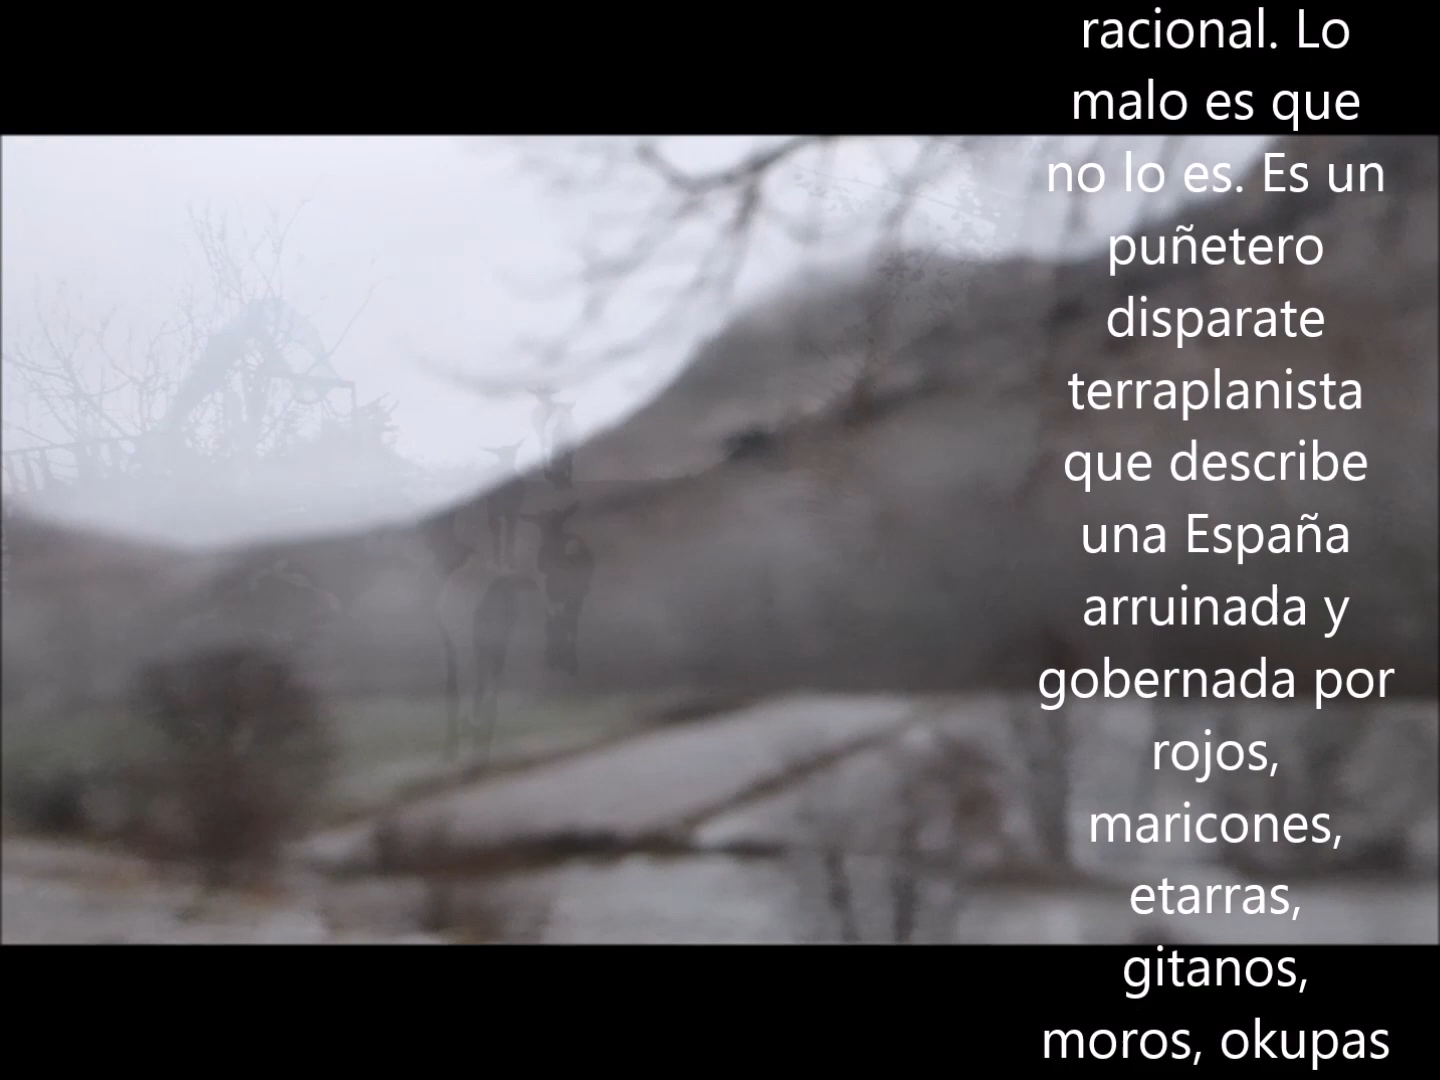 racional. Lo
malo es que
no lo es. Es un
puñetero
disparate
terraplanista
que describe
una España
arruinada y
gobernada por
rojos,
maricones,
etarras,
gitanos,
moros, okupas